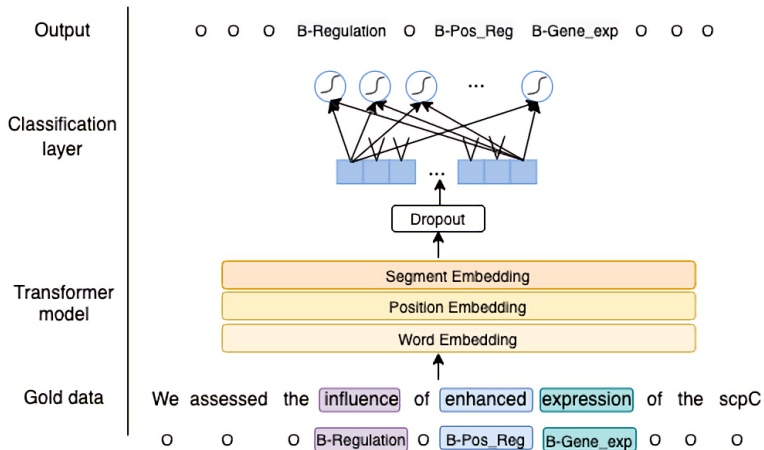 Output O O O B-Regulation O B-Pos_Reg B-Gene_exp O O O
...
Classification
layer
...
Dropout
Segment Embedding
Transformer
model
Position Embedding
Word Embedding
Gold data We assessed the influence of enhanced expression of the scpC
O O O B-Regulation O B-Pos_Reg B-Gene_exp O O O